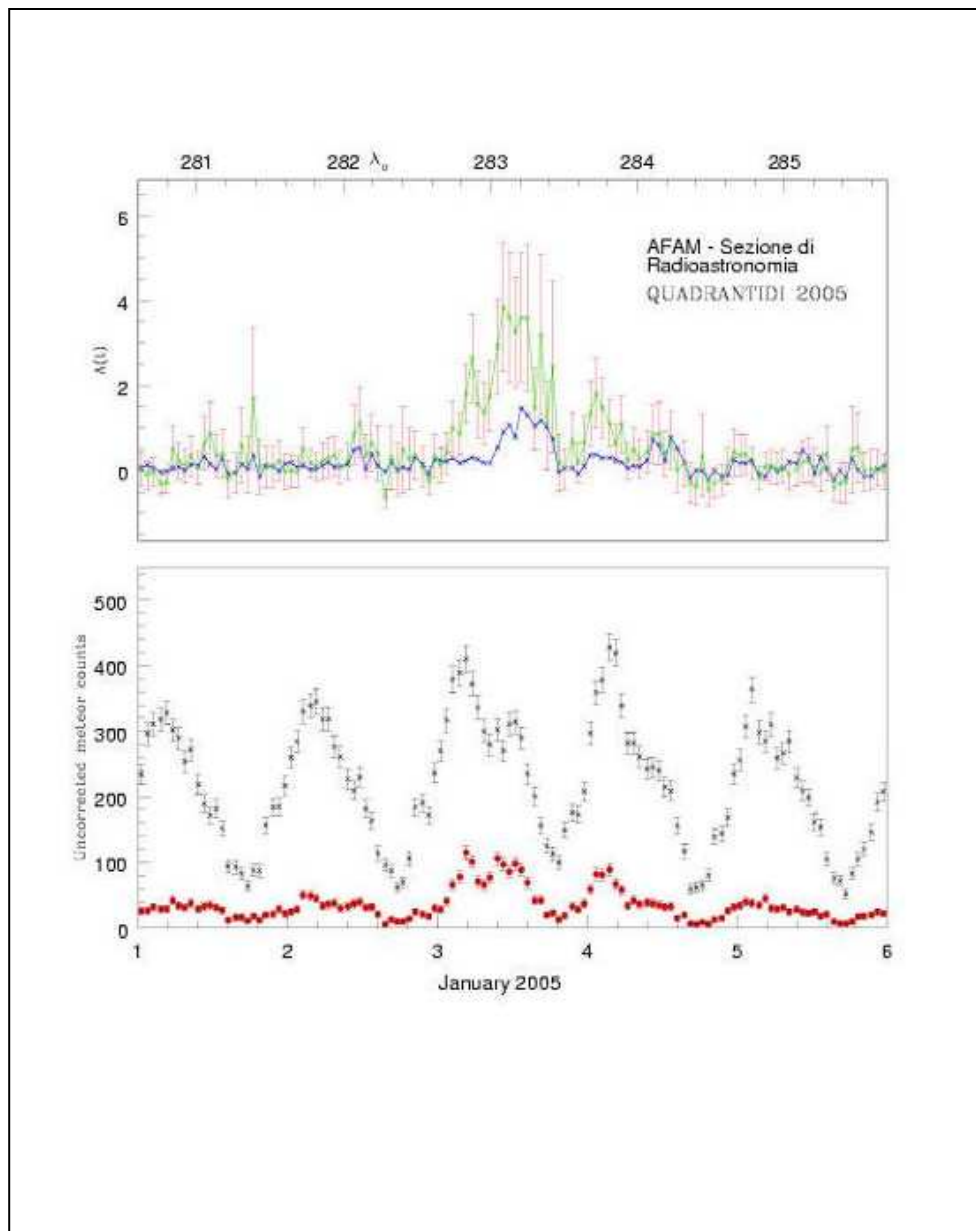 281 282 λ₀ 283 284 285
6
4
2
0
A(t)
AFAM - Sezione di
Radioastronomia
QUADRANTIDI 2005
500
400
300
200
100
0
Uncorrected meteor counts
1 2 3 4 5 6
January 2005